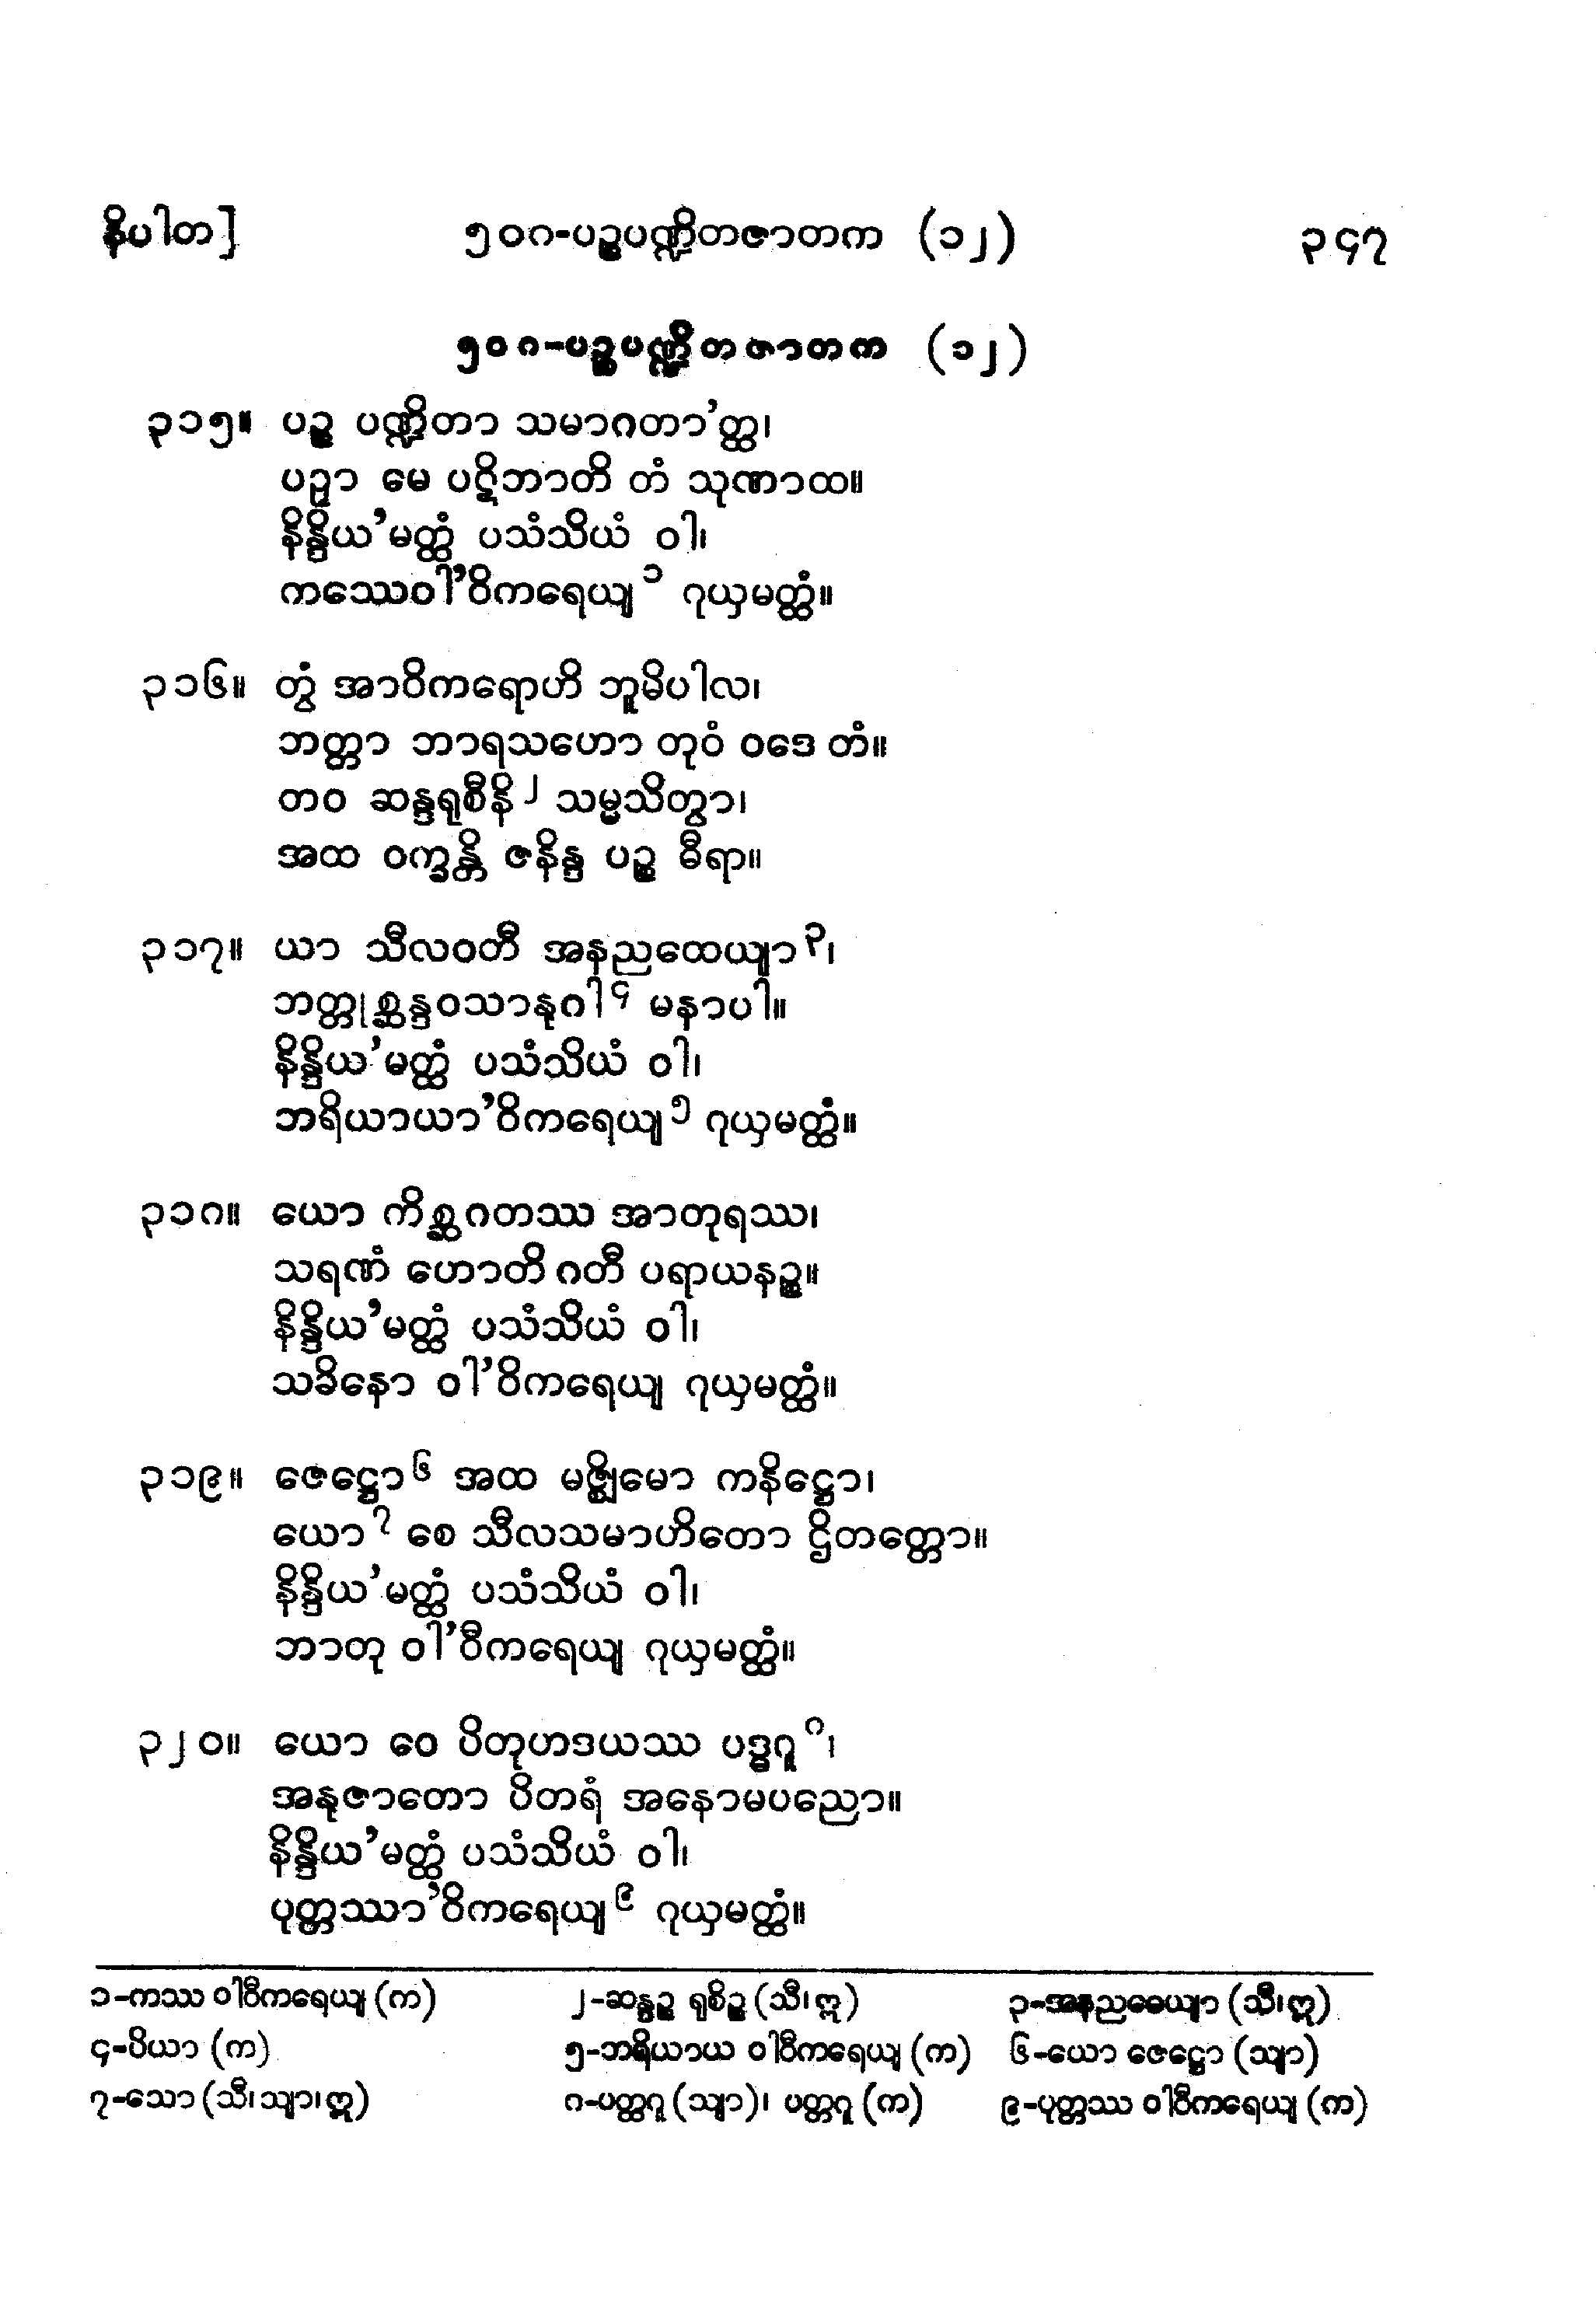 နိပါတ]	၅၀၈-ပဉ္စပဏ္ဍိတဇာတက (၁၂)	၃၄၇
၅၀၈-ပဉ္စပဏ္ဍိတဇာတက (၁၂)
၃၁၅။ ပဉ္စ ပဏ္ဍိတာ သမာဂတာ’တ္ထ၊
ပဉှာ မေ ပဋိဘာတိ တံ သုဏာထ။
နိန္ဒိယ’မတ္ထံ ပသံသိယံ ဝါ၊
ကဿေဝါ’ဝိကရေယျ ၁ ဂုယှမတ္ထံ။
၃၁၆။ တွံ အာဝိကရောဟိ ဘူမိပါလ၊
ဘတ္တာ ဘာရသဟော တုဝံ ဝဒေ တံ။
တဝ ဆန္ဒရုစီနိ ၂ သမ္မသိတွာ၊
အထ ဝက္ခန္တိ ဇနိန္ဒ ပဉ္စ ဓီရာ။
၃၁၇။ ယာ သီလဝတီ အနညထေယျာ ၃၊
ဘတ္တုစ္ဆန္ဒဝသာနုဂါ ၄ မနာပါ။
နိန္ဒိယ’မတ္ထံ ပသံသိယံ ဝါ၊
ဘရိယာယာ’ဝိကရေယျ ၅ ဂုယှမတ္ထံ။
၃၁၈။ ယော ကိစ္ဆဂတဿ အာတုရဿ၊
သရဏံ ဟောတိ ဂတီ ပရာယနဉ္စ။
နိန္ဒိယ’မတ္ထံ ပသံသိယံ ဝါ၊
သခိနော ဝါ’ဝိကရေယျ ဂုယှမတ္ထံ။
၃၁၉။ ဇေဋ္ဌော ၆ အထ မဇ္ဈိမော ကနိဋ္ဌော၊
ယော ၇ စေ သီလသမာဟိတော ဌိတတ္တော။
နိန္ဒိယ’မတ္ထံ ပသံသိယံ ဝါ၊
ဘာတု ဝါ’ဝီကရေယျ ဂုယှမတ္ထံ။
၃၂၀။ ယော ဝေ ပိတုဟဒယဿ ပဒ္ဓဂူ ၈၊
အနုဇာတော ပိတရံ အနောမပညော။
နိန္ဒိယ’မတ္ထံ ပသံသိယံ ဝါ၊
ပုတ္တဿာ’ဝိကရေယျ ၉ ဂုယှမတ္ထံ။
၁-ကဿ ဝါဝီကရေယျ (က)	၂-ဆန္ဒဉ္စ ရုစိဉ္စ (သီ၊ ဣ)	၃-အနညဓေယျာ (သီ၊ ဣ)
၄-ပိယာ (က)	၅-ဘရိယာယ ဝါဝီကရေယျ (က)	၆-ယော ဇေဋ္ဌော (သျာ)
၇-သော (သီ၊ သျာ၊ ဣ)	၈-ပတ္ထဂူ (သျာ)၊ ပတ္တဂူ (က)	၉-ပုတ္တဿ ဝါဝီကရေယျ (က)